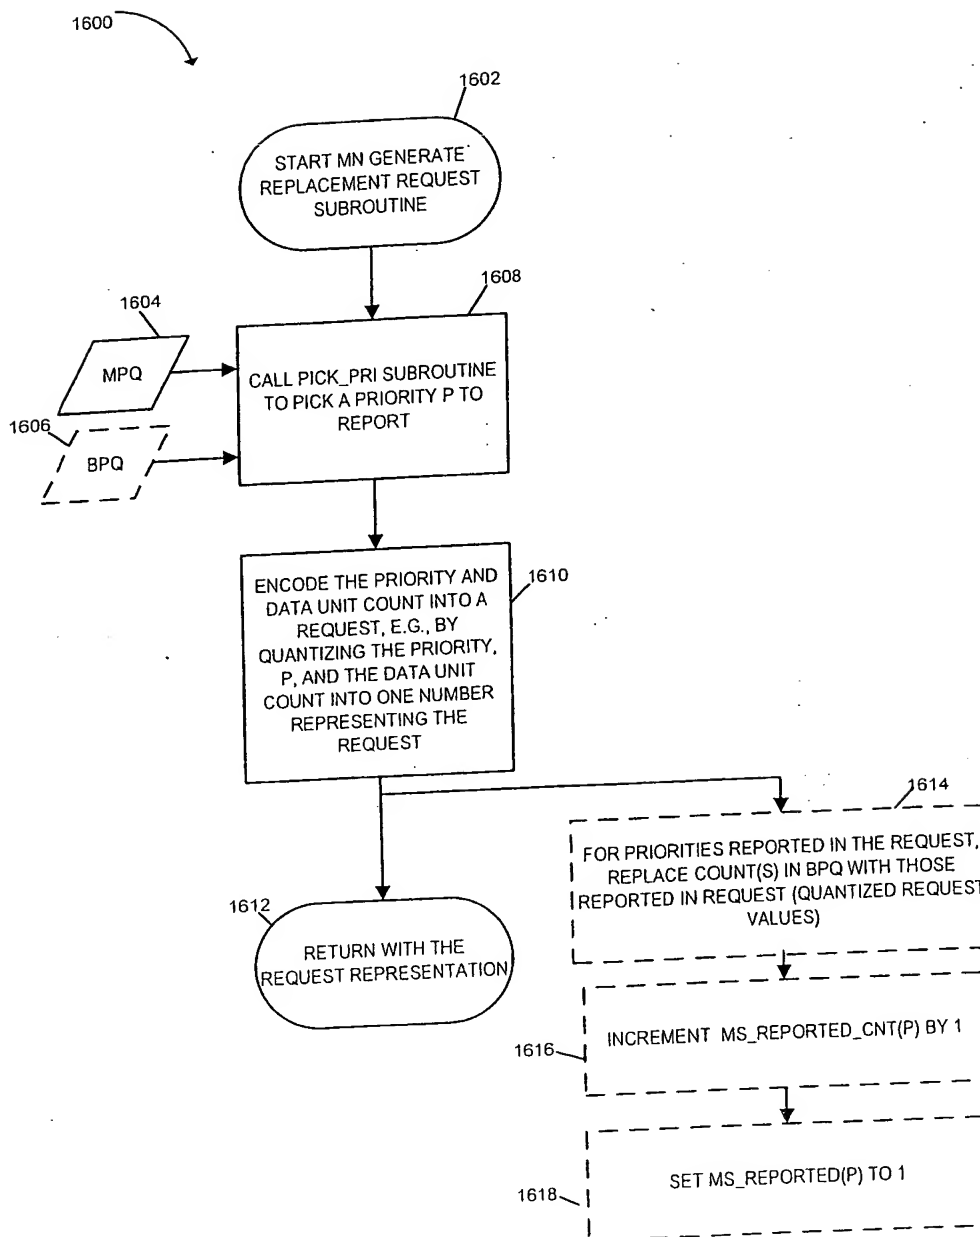 1600
1602
START MN GENERATE
REPLACEMENT REQUEST
SUBROUTINE
1608
1604
MPQ
CALL PICK_PRI SUBROUTINE
TO PICK A PRIORITY P TO
REPORT
1606
BPQ
1610
ENCODE THE PRIORITY AND
DATA UNIT COUNT INTO A
REQUEST, E.G., BY
QUANTIZING THE PRIORITY,
P, AND THE DATA UNIT
COUNT INTO ONE NUMBER
REPRESENTING THE
REQUEST
1614
FOR PRIORITIES REPORTED IN THE REQUEST,
REPLACE COUNT(S) IN BPQ WITH THOSE
REPORTED IN REQUEST (QUANTIZED REQUEST
VALUES)
1612
RETURN WITH THE
REQUEST REPRESENTATION
INCREMENT MS_REPORTED_CNT(P) BY 1
1616
SET MS_REPORTED(P) TO 1
1618